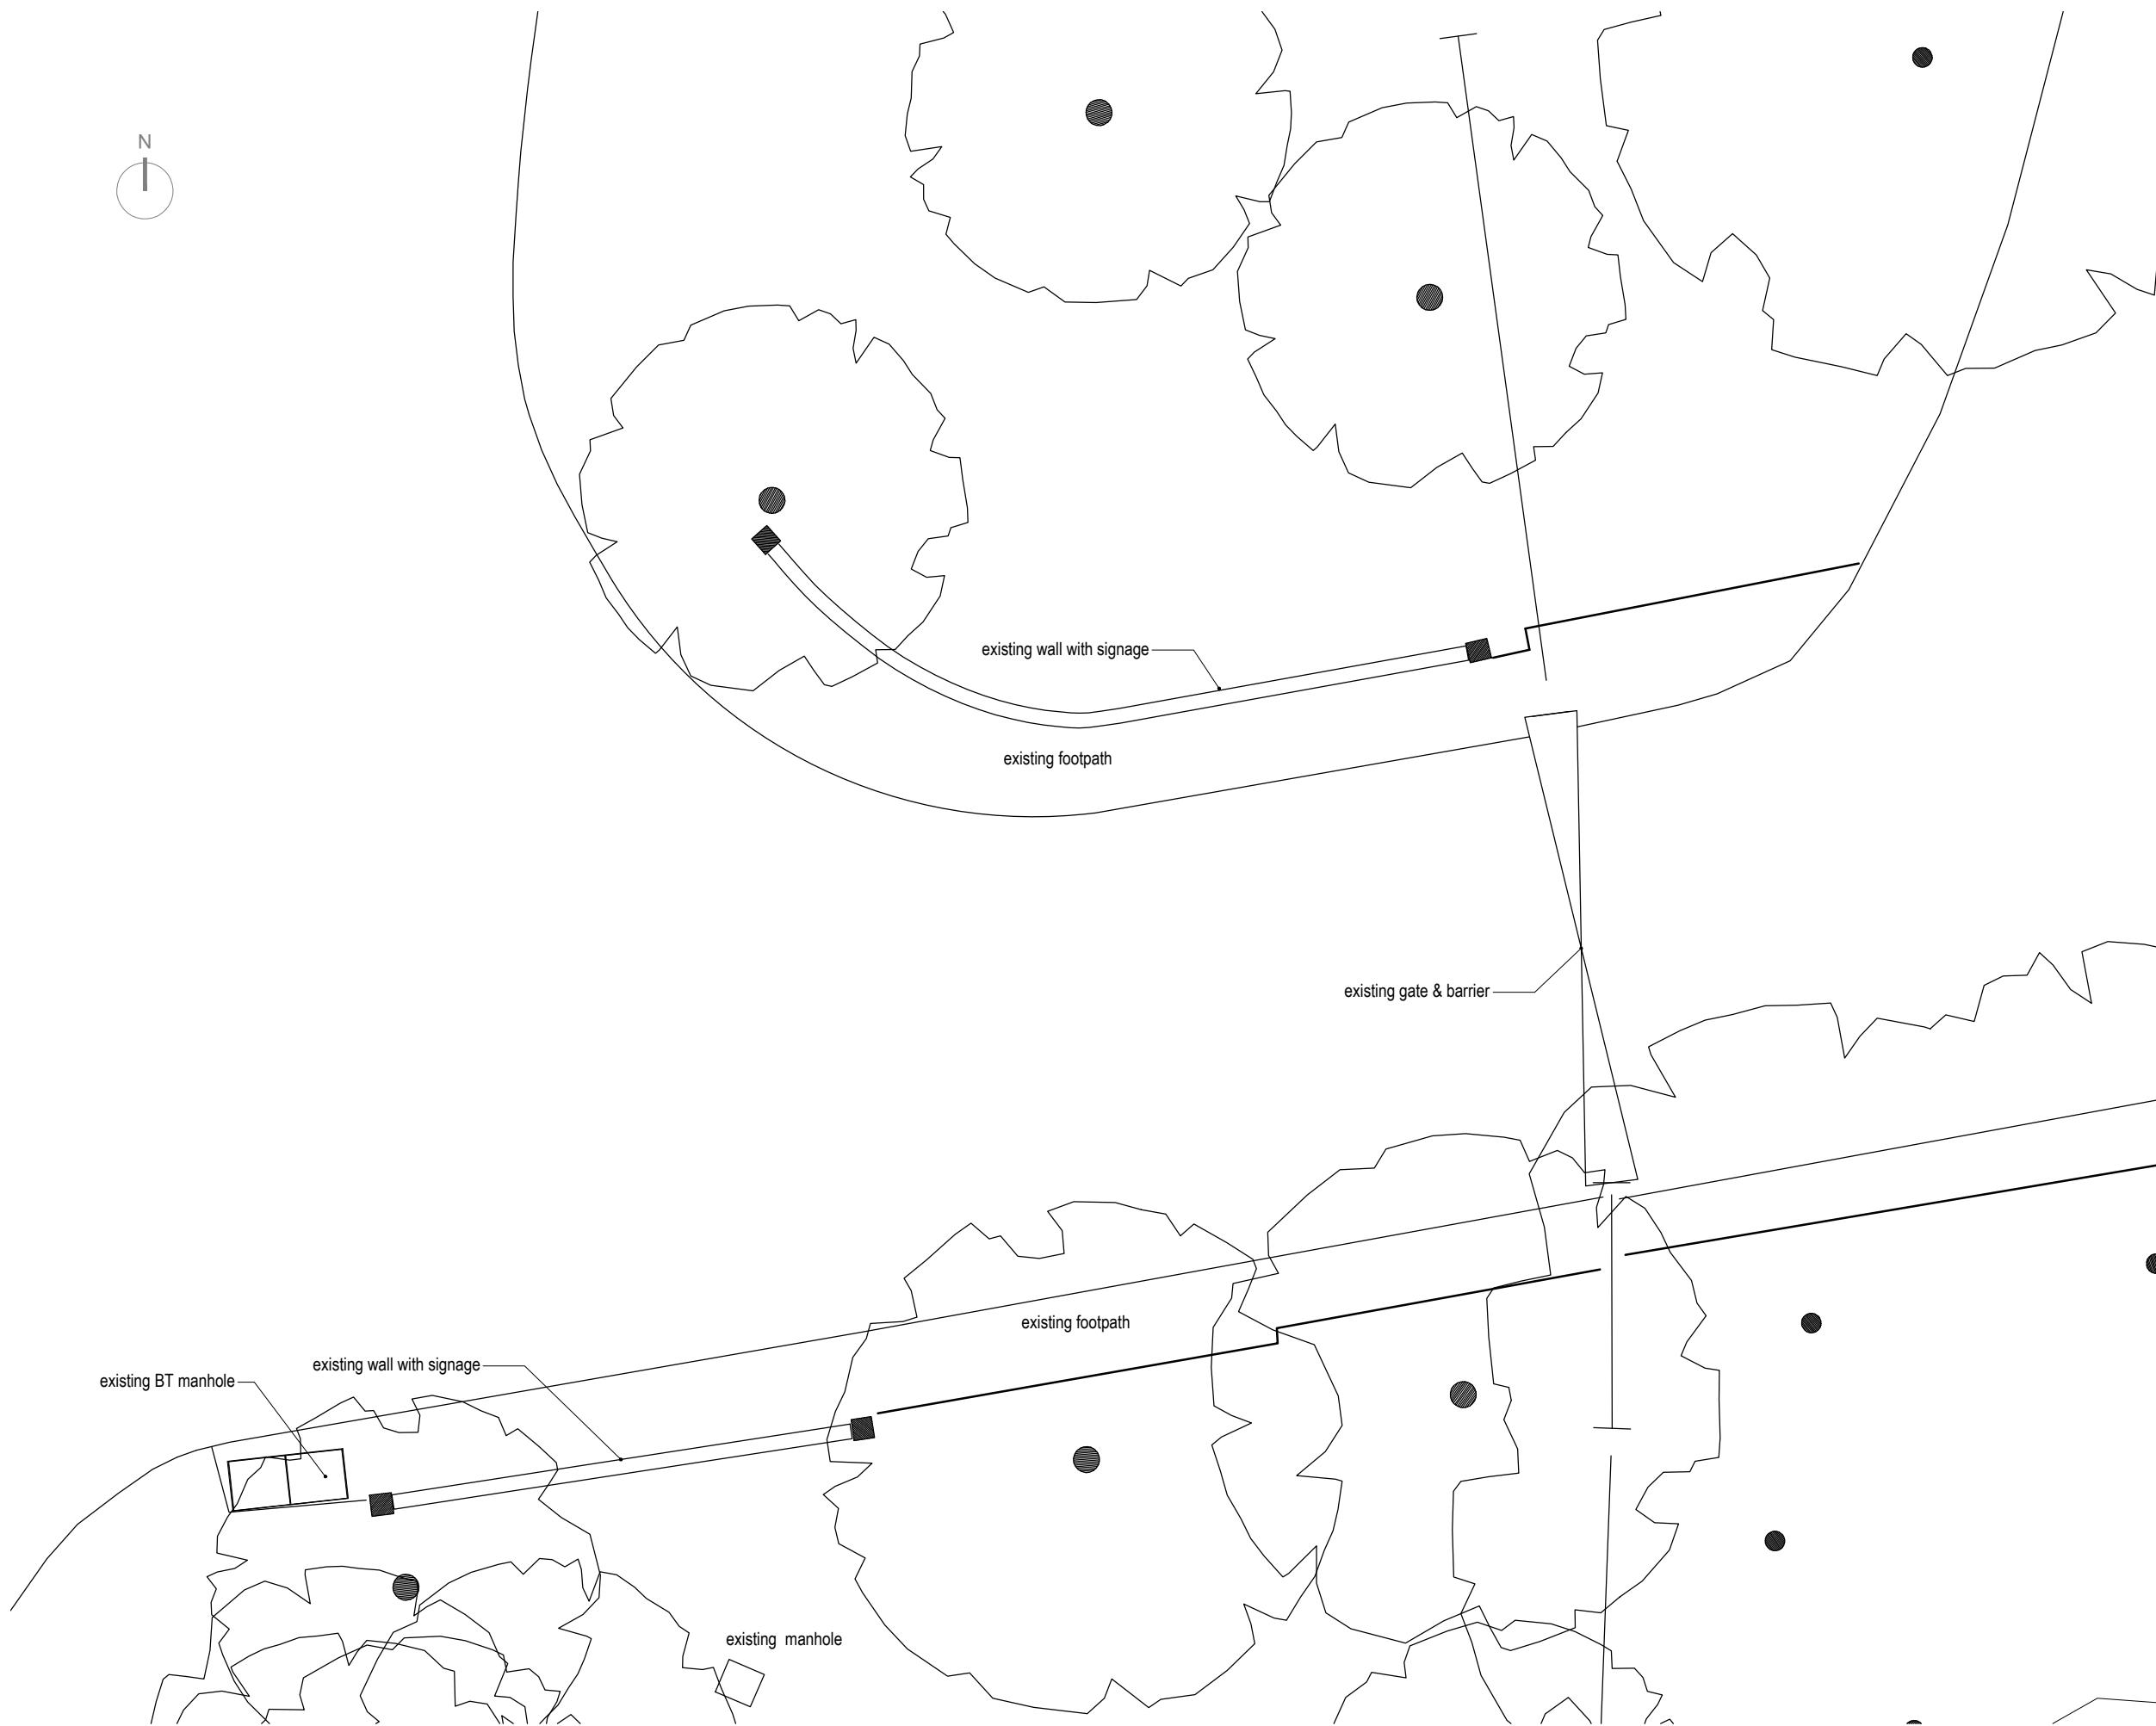 N
existing wall with signage
existing footpath
existing gate & barrier
existing footpath
existing wall with signage
existing BT manhole
existing  manhole